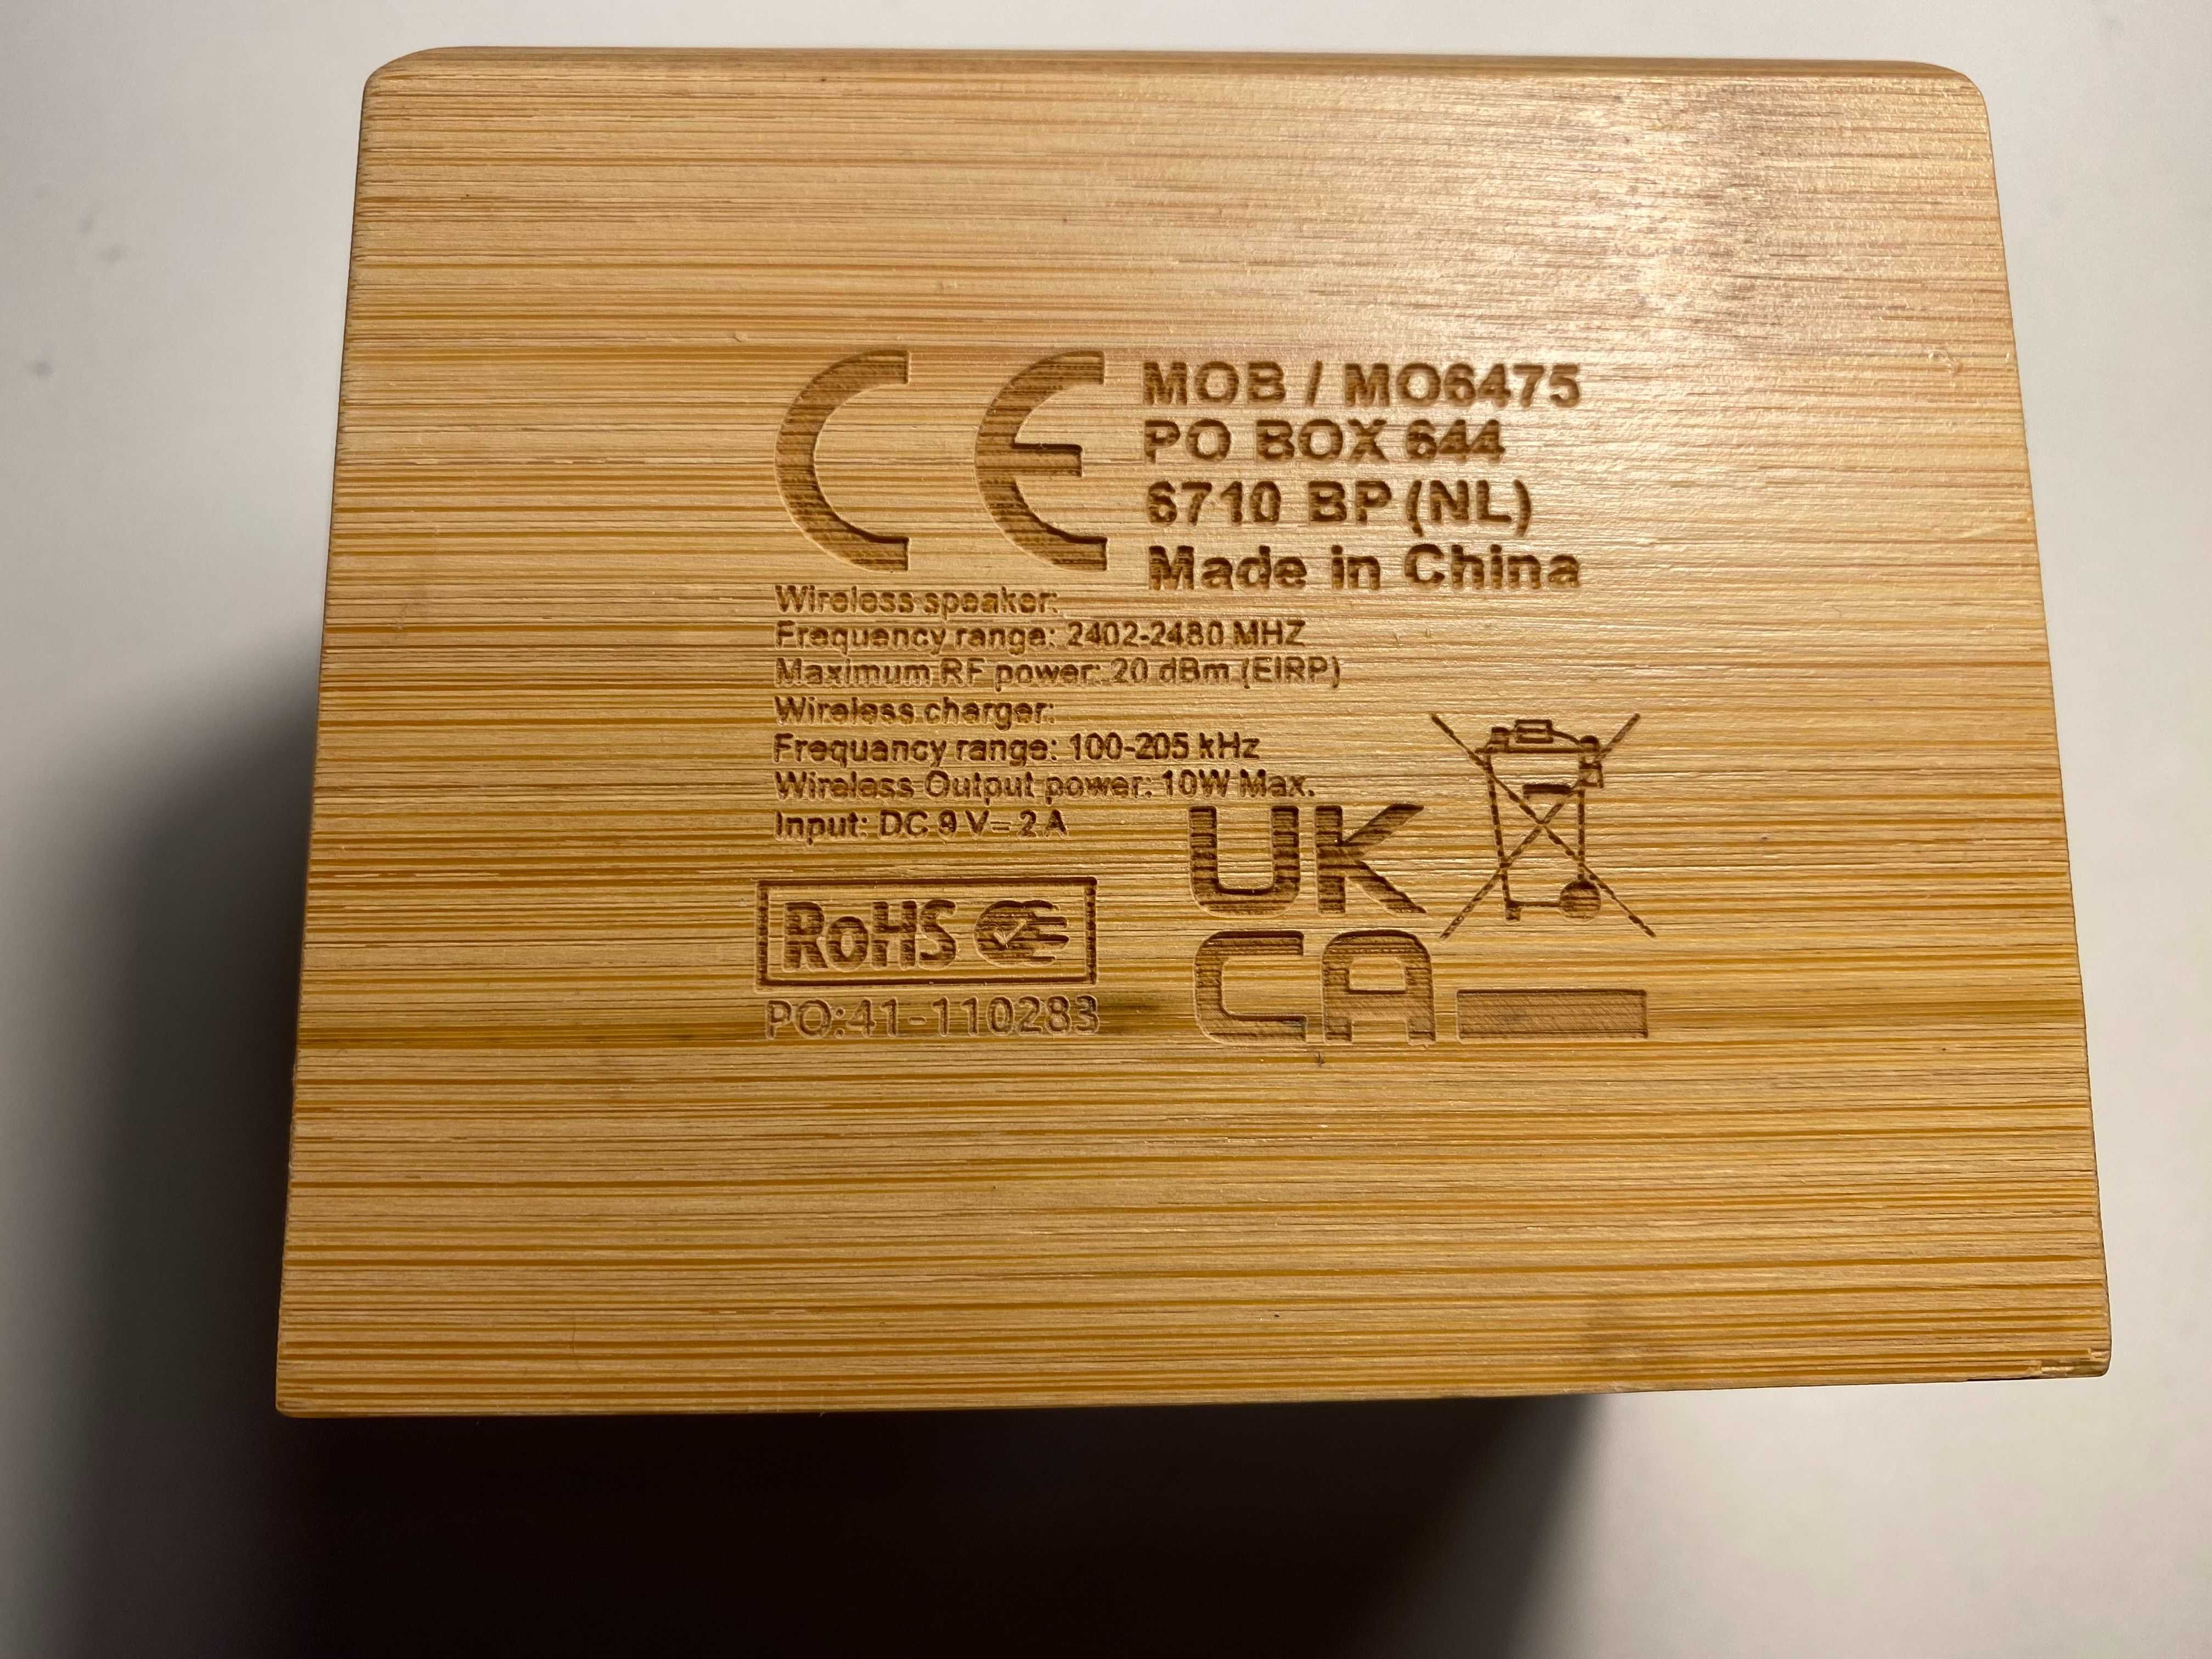 CE
MOB / MO6475
PO BOX 644
6710 BP (NL)
Made in China
Wireless speaker:
Frequency range: 2402-2480 MHZ
Maximum RF power: 20 dBm (EIRP)
Wireless charger:
Frequency range: 100-205 kHz
Wireless Output power: 10W Max.
Input: DC 9 V⎓ 2 A
UK
CA
RoHS
PO:41-110283